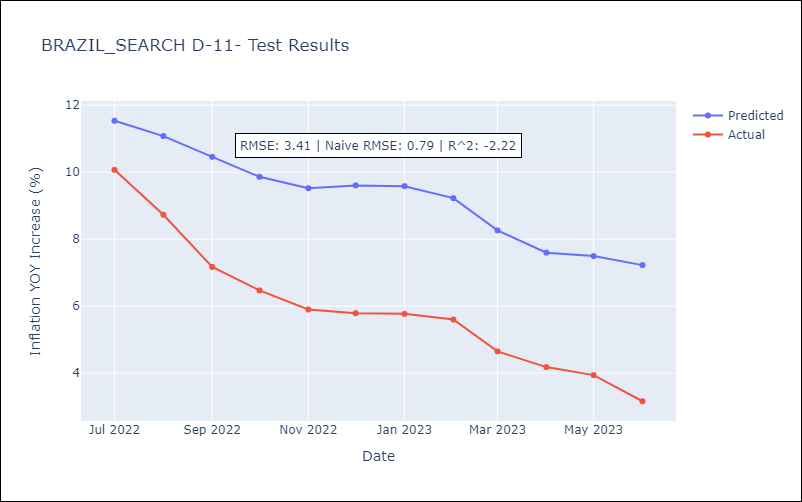 BRAZIL_SEARCH D-11- Test Results
12
10
8
6
4
Inflation YOY Increase (%)
RMSE: 3.41 | Naive RMSE: 0.79 | R^2: -2.22
Predicted
Actual
Jul 2022
Sep 2022
Nov 2022
Jan 2023
Mar 2023
May 2023
Date